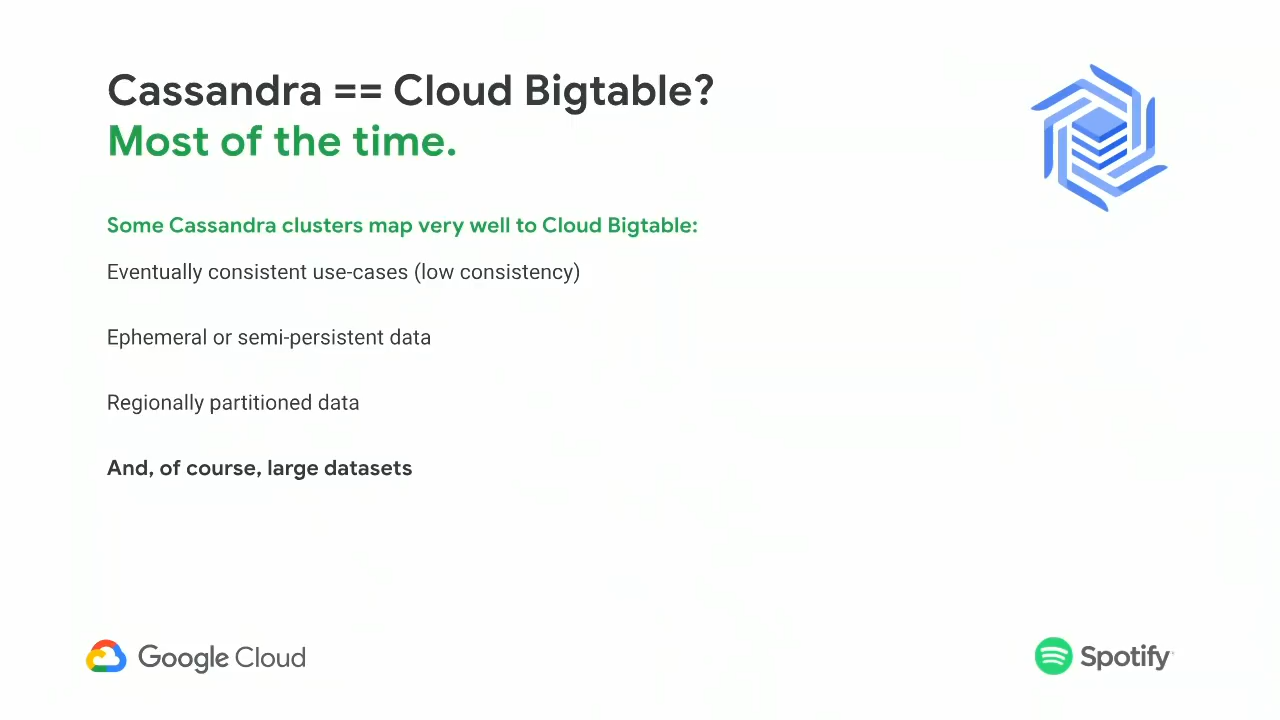 Cassandra == Cloud Bigtable?
Most of the time.
Some Cassandra clusters map very well to Cloud Bigtable:
Eventually consistent use-cases (low consistency)
Ephemeral or semi-persistent data
Regionally partitioned data
And, of course, large datasets
Google Cloud
Spotify